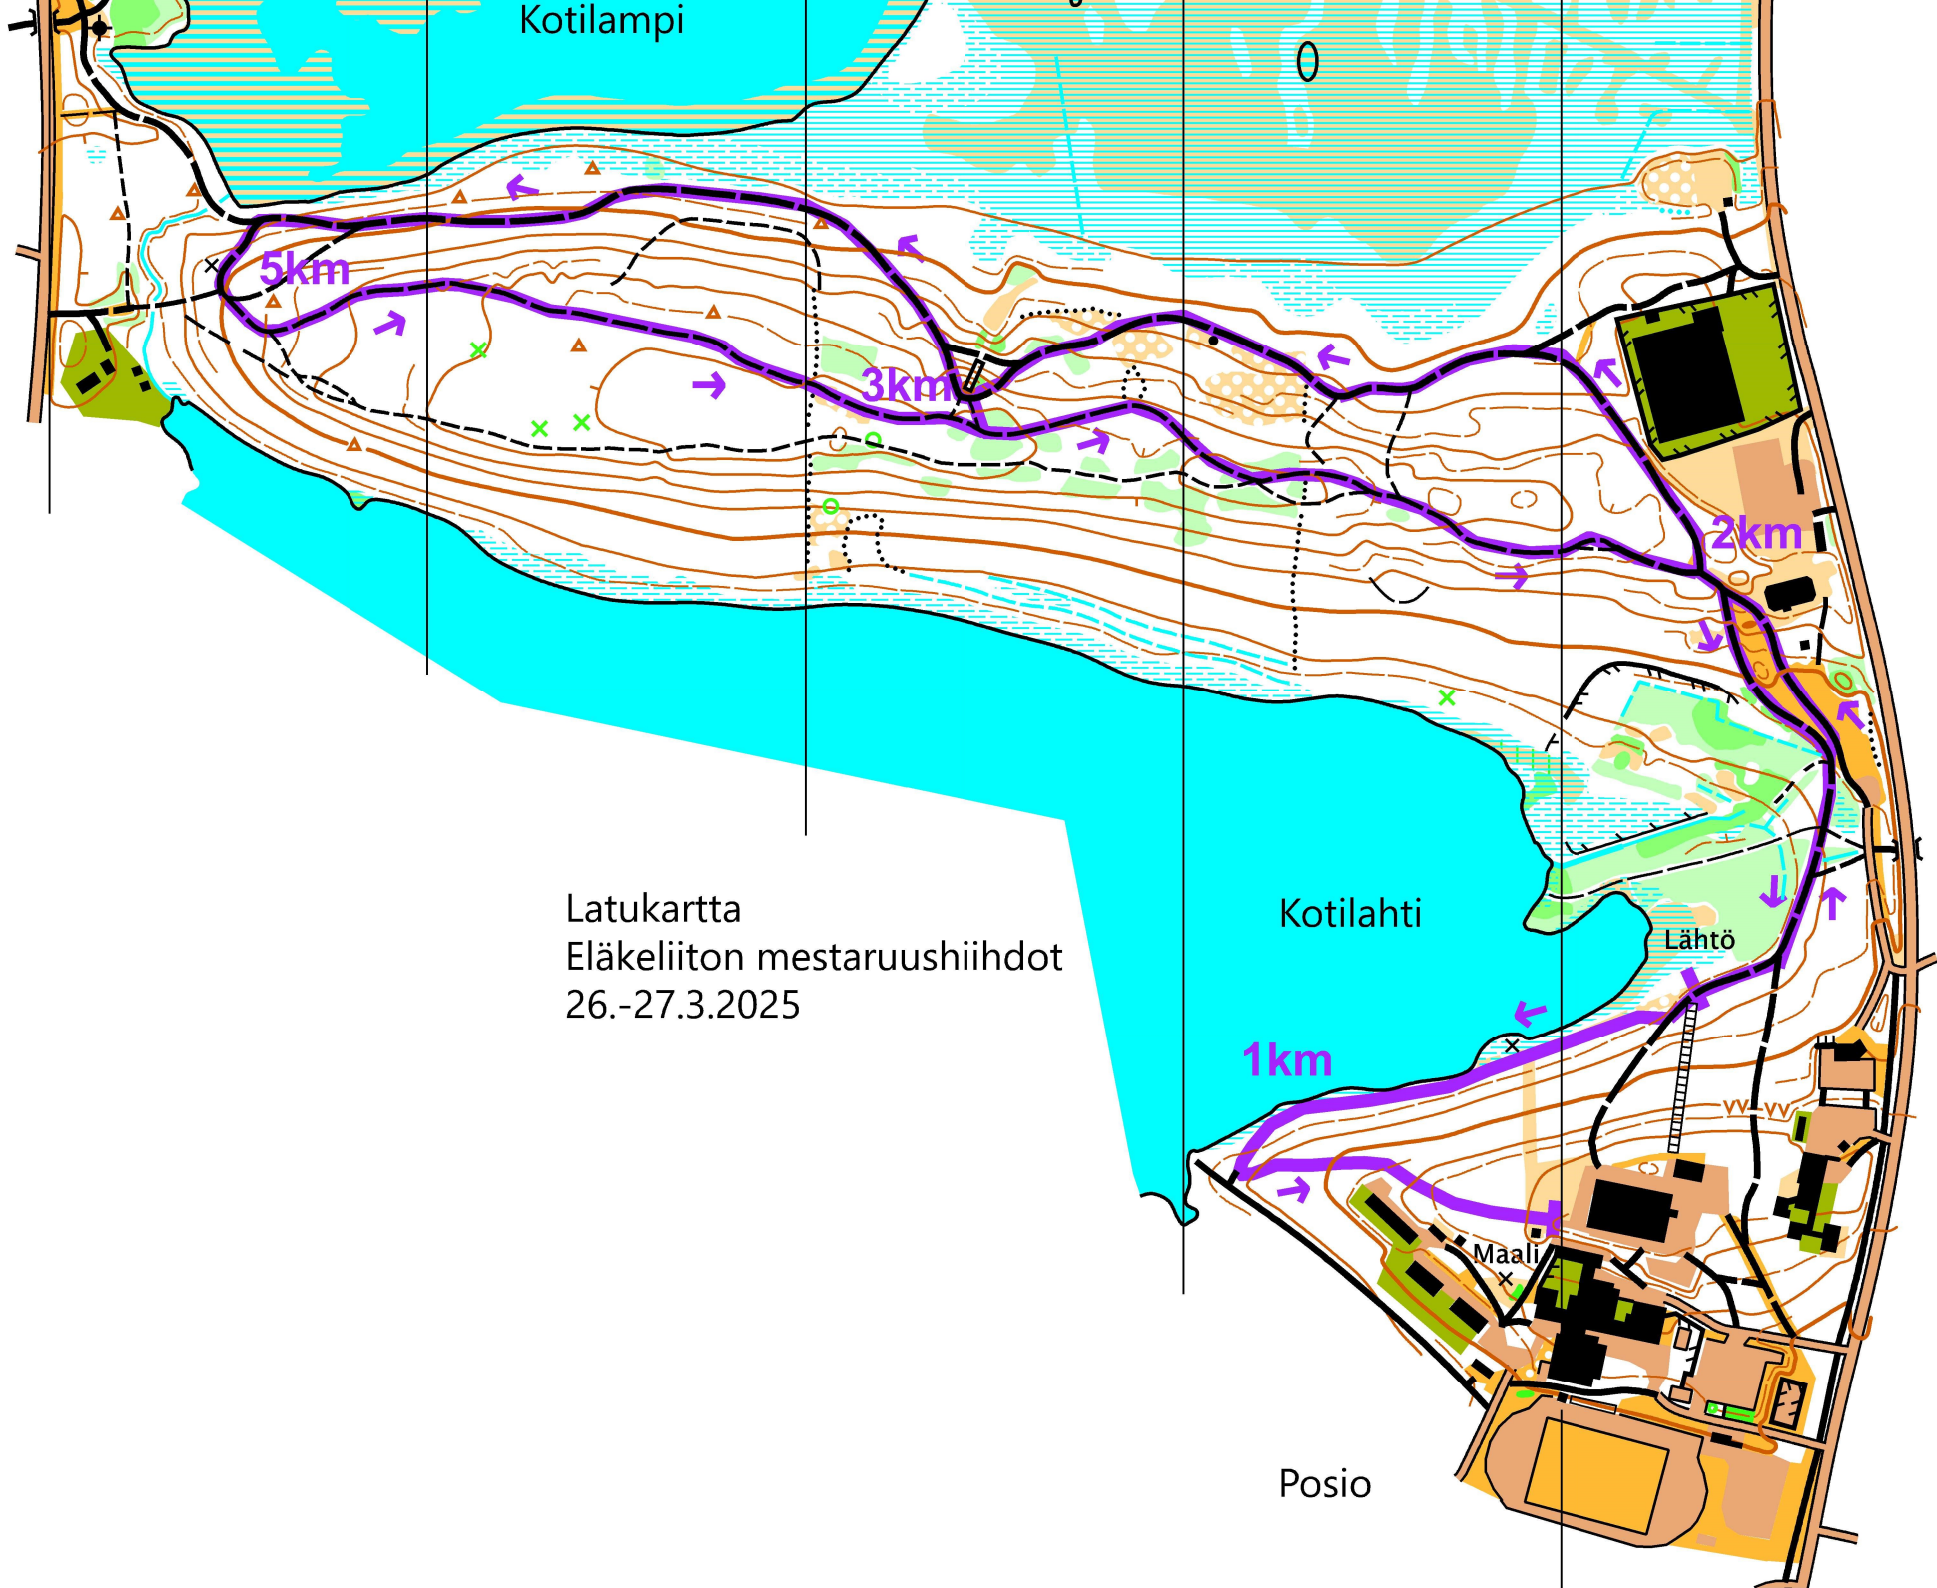 Kotilampi
5km
3km
2km
Latukartta
Eläkeliiton mestaruushiihdot
26.-27.3.2025
Kotilahti
Lähtö
1km
Maali
Posio